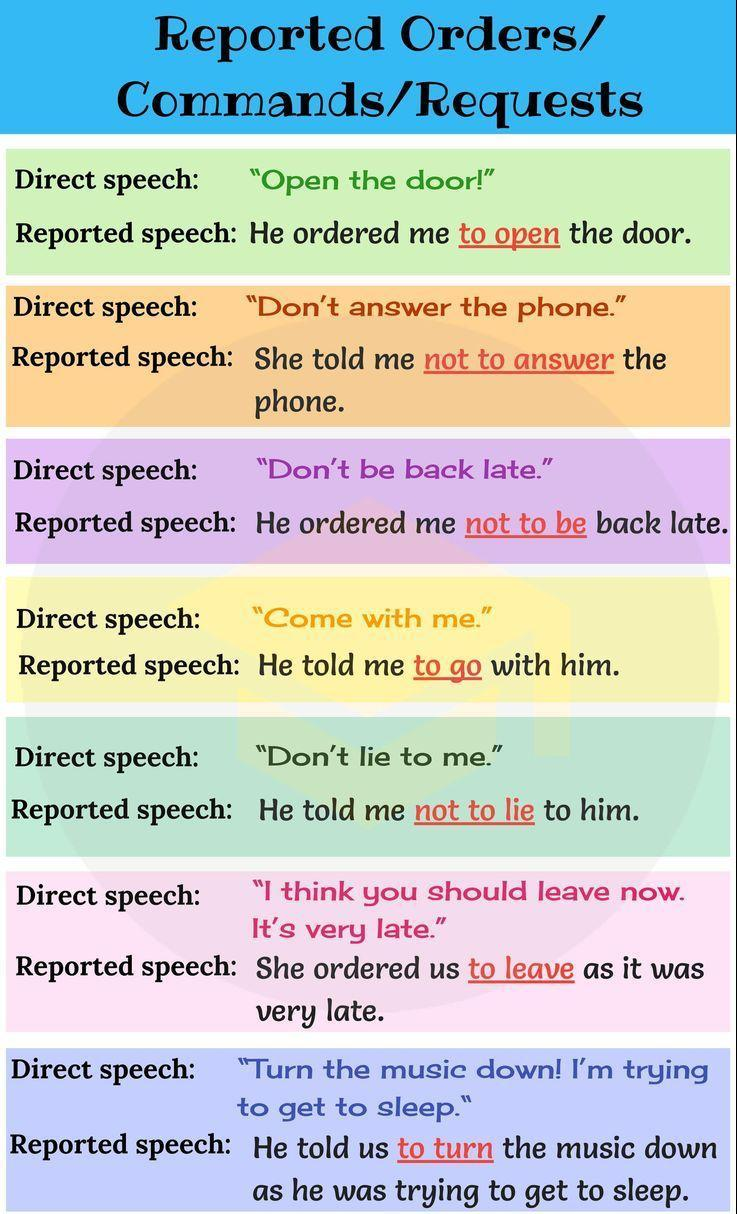 Reported Orders/
Commands/Requests
Direct speech: “Open the door!”
Reported speech: He ordered me to open the door.
Direct speech: “Don’t answer the phone.”
Reported speech: She told me not to answer the
phone.
Direct speech: “Don’t be back late.”
Reported speech: He ordered me not to be back late.
Direct speech: “Come with me.”
Reported speech: He told me to go with him.
Direct speech: “Don’t lie to me.”
Reported speech: He told me not to lie to him.
Direct speech: “I think you should leave now.
It’s very late.”
Reported speech: She ordered us to leave as it was
very late.
Direct speech: “Turn the music down! I’m trying
to get to sleep.“
Reported speech: He told us to turn the music down
as he was trying to get to sleep.